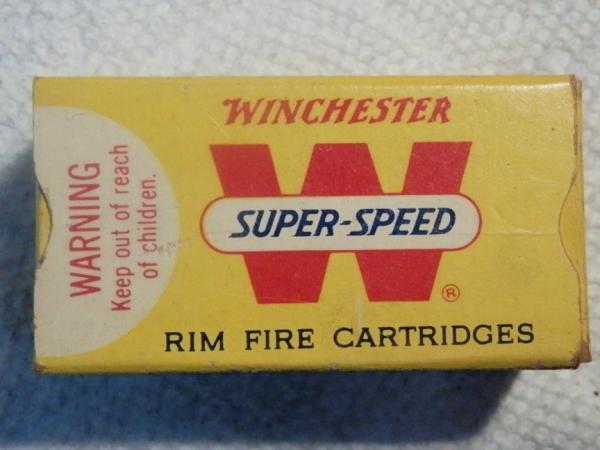 WARNING
Keep out of reach
of children.
WINCHESTER
W
SUPER-SPEED
®
RIM FIRE CARTRIDGES